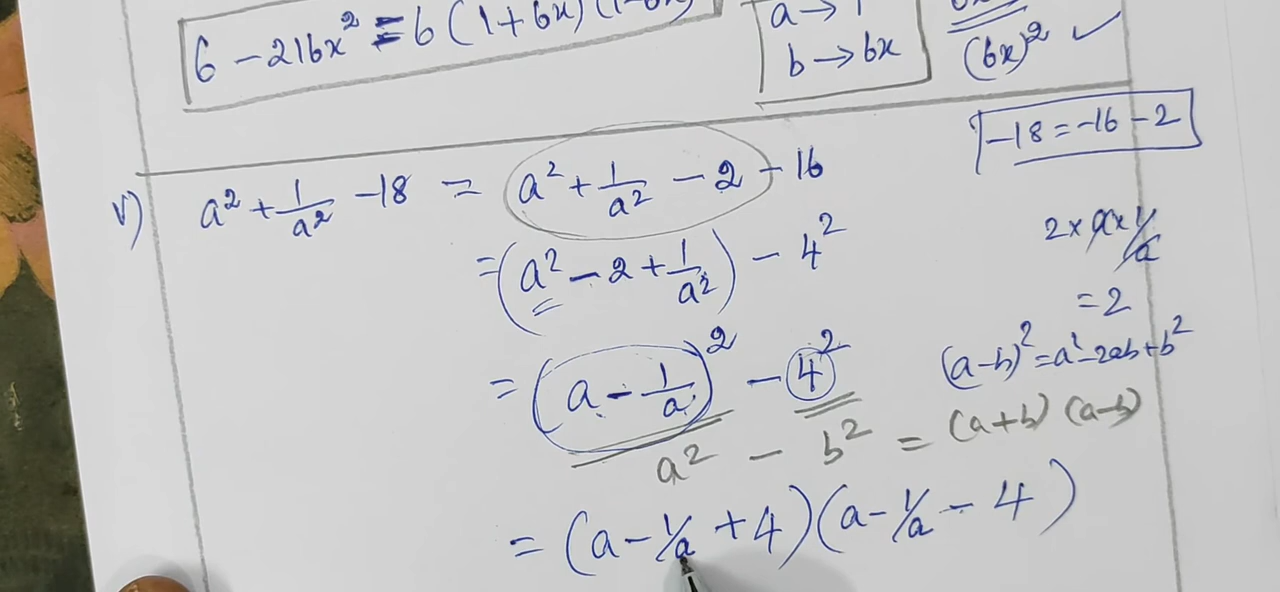 6 - 216x² = 6 (1+6x) (1-6x)
a → 1
b → 6x
(6x)² ✓
-18 = -16 - 2
v) a² + 1/a² - 18 = a² + 1/a² - 2 - 16
= (a² - 2 + 1/a²) - 4²
2 × a × 1/a
= 2
= (a - 1/a)² - 4²
(a-b)² = a² - 2ab + b²
a² - b² = (a+b) (a-b)
= (a - 1/a + 4) (a - 1/a - 4)